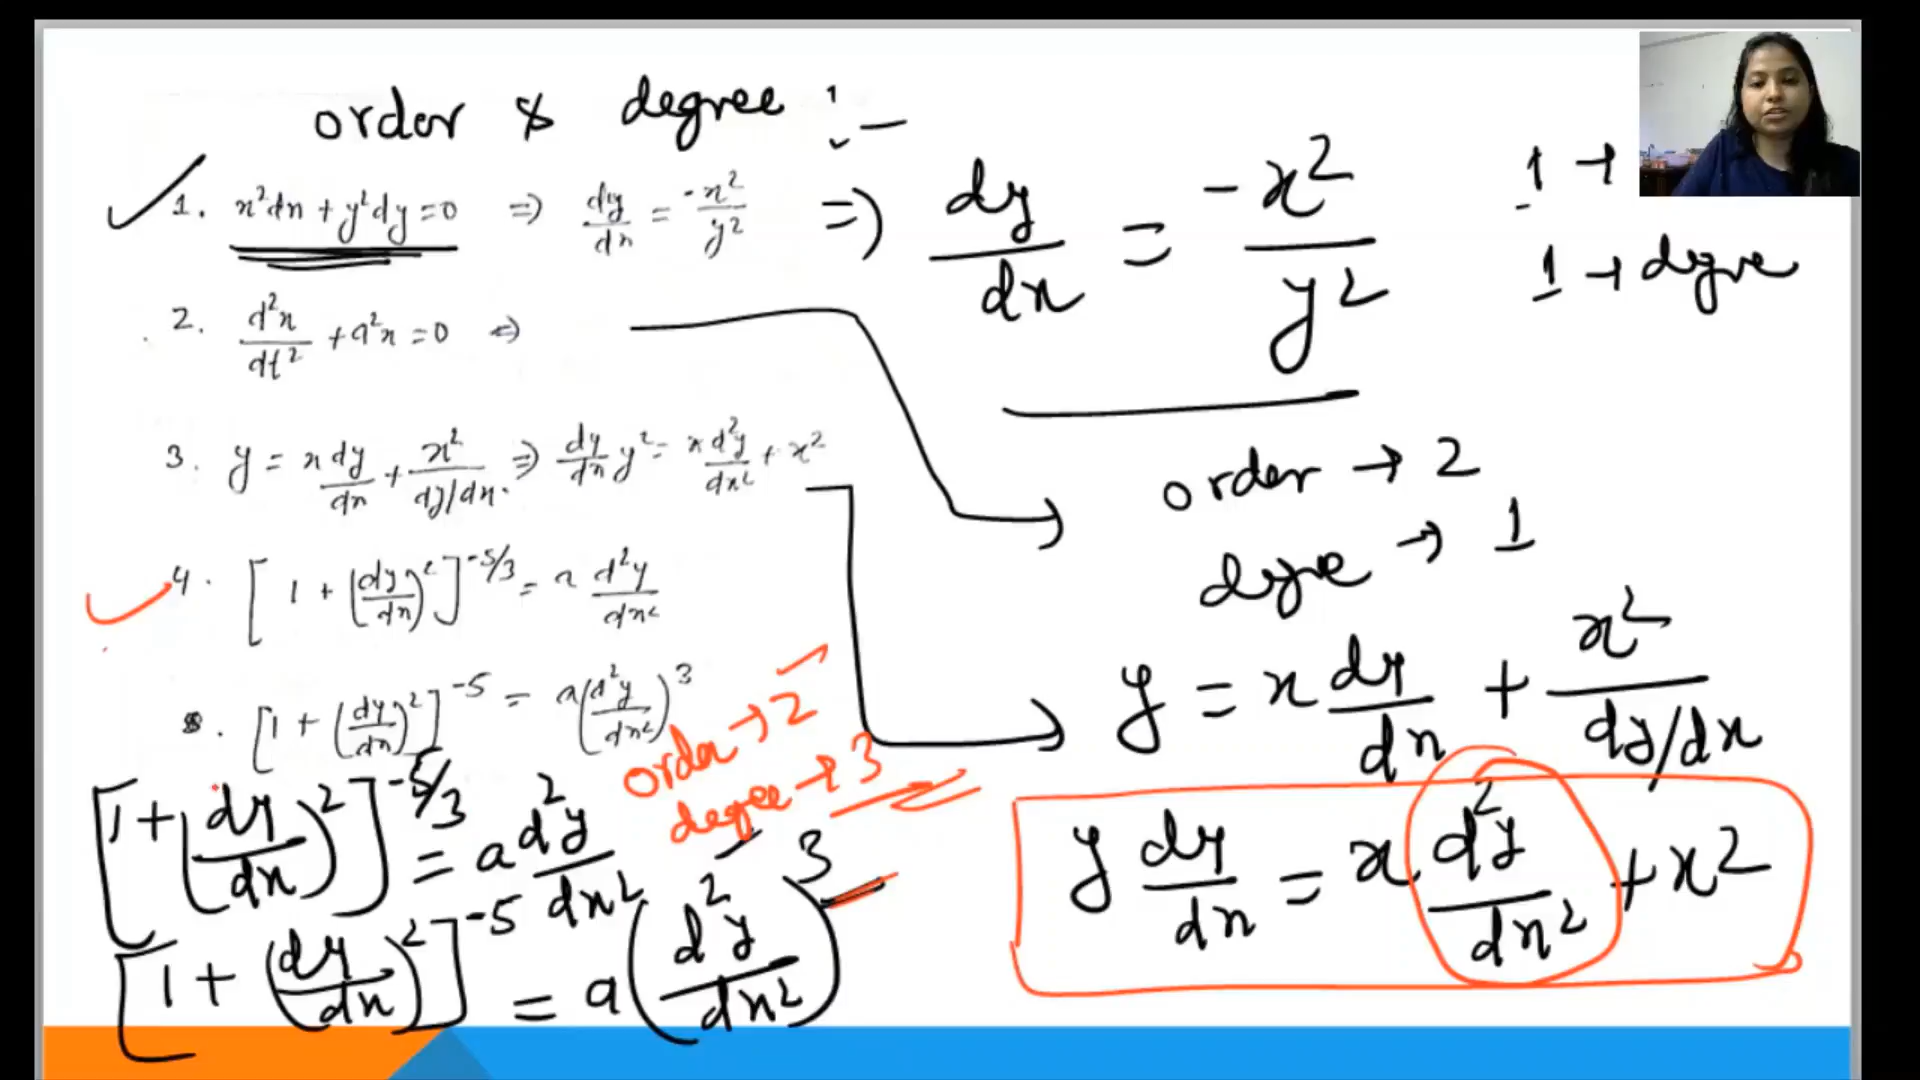 order & degree :-
1. x²dx + y²dy = 0 ⇒ dy/dx = -x²/y² ⇒ dy/dx = -x²/y²
1 →
1 → degree
2. d²x/dt² + a²x = 0 ⇒
order → 2
degree → 1
3. y = x dy/dx + x²/dy/dx. ⇒ dy/dx y² = x d²y/dx² + x²
4. [1 + (dy/dx)²]^-5/3 = a d²y/dx²
y = x dy/dx + x²/dy/dx
5. [1 + (dy/dx)²]^-5 = a(d²y/dx²)³
order → 2
degree → 3
y dy/dx = x d²y/dx² + x²
[1 + (dy/dx)²]^-5/3 = a d²y/dx²
[1 + (dy/dx)²]^-5 = a(d²y/dx²)³